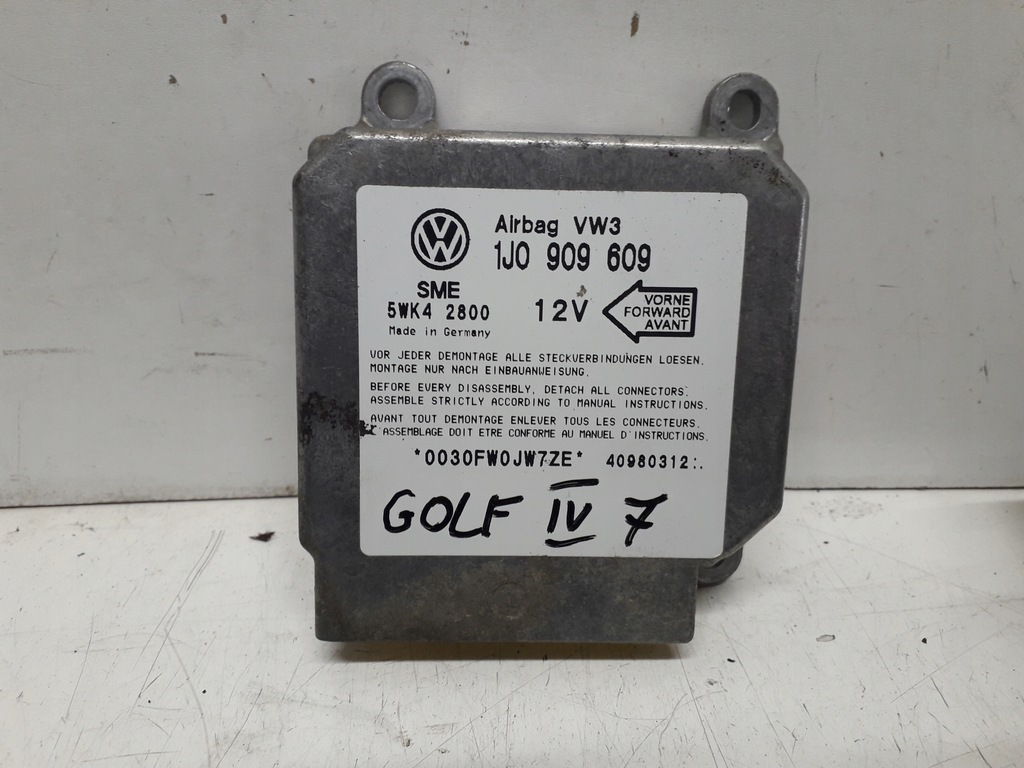 Airbag VW3
1J0 909 609
SME
5WK4 2800
Made in Germany
12V
VORNE
FORWARD
AVANT
VOR JEDER DEMONTAGE ALLE STECKVERBINDUNGEN LOESEN.
MONTAGE NUR NACH EINBAUANWEISUNG.
BEFORE EVERY DISASSEMBLY, DETACH ALL CONNECTORS.
ASSEMBLE STRICTLY ACCORDING TO MANUAL INSTRUCTIONS.
AVANT TOUT DEMONTAGE ENLEVER TOUS LES CONNECTEURS.
L'ASSEMBLAGE DOIT ETRE CONFORME AU MANUEL D'INSTRUCTIONS.
*0030FW0JW7ZE* 40980312:.
GOLF IV 7